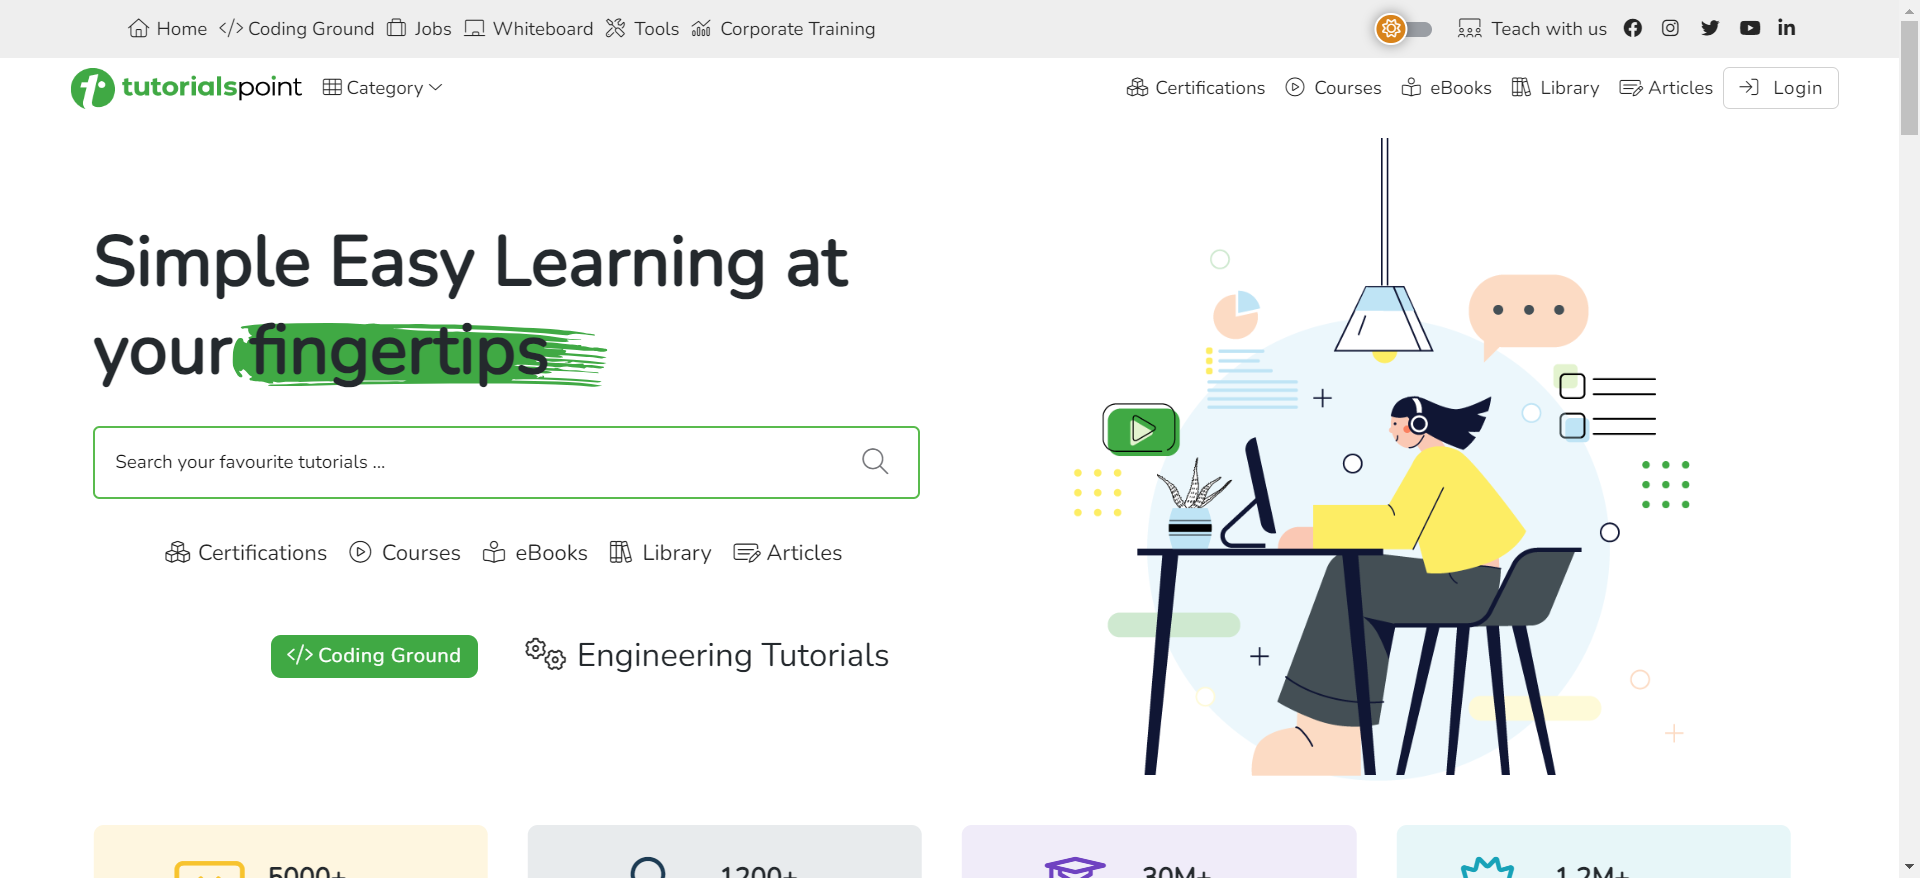 Home Coding Ground Jobs Whiteboard Tools Corporate Training Teach with us
tutorialspoint Category Certifications Courses eBooks Library Articles Login
Simple Easy Learning at
your fingertips
Search your favourite tutorials ...
Certifications Courses eBooks Library Articles
Coding Ground Engineering Tutorials
5000+ 1200+ 30M+ 1.2M+